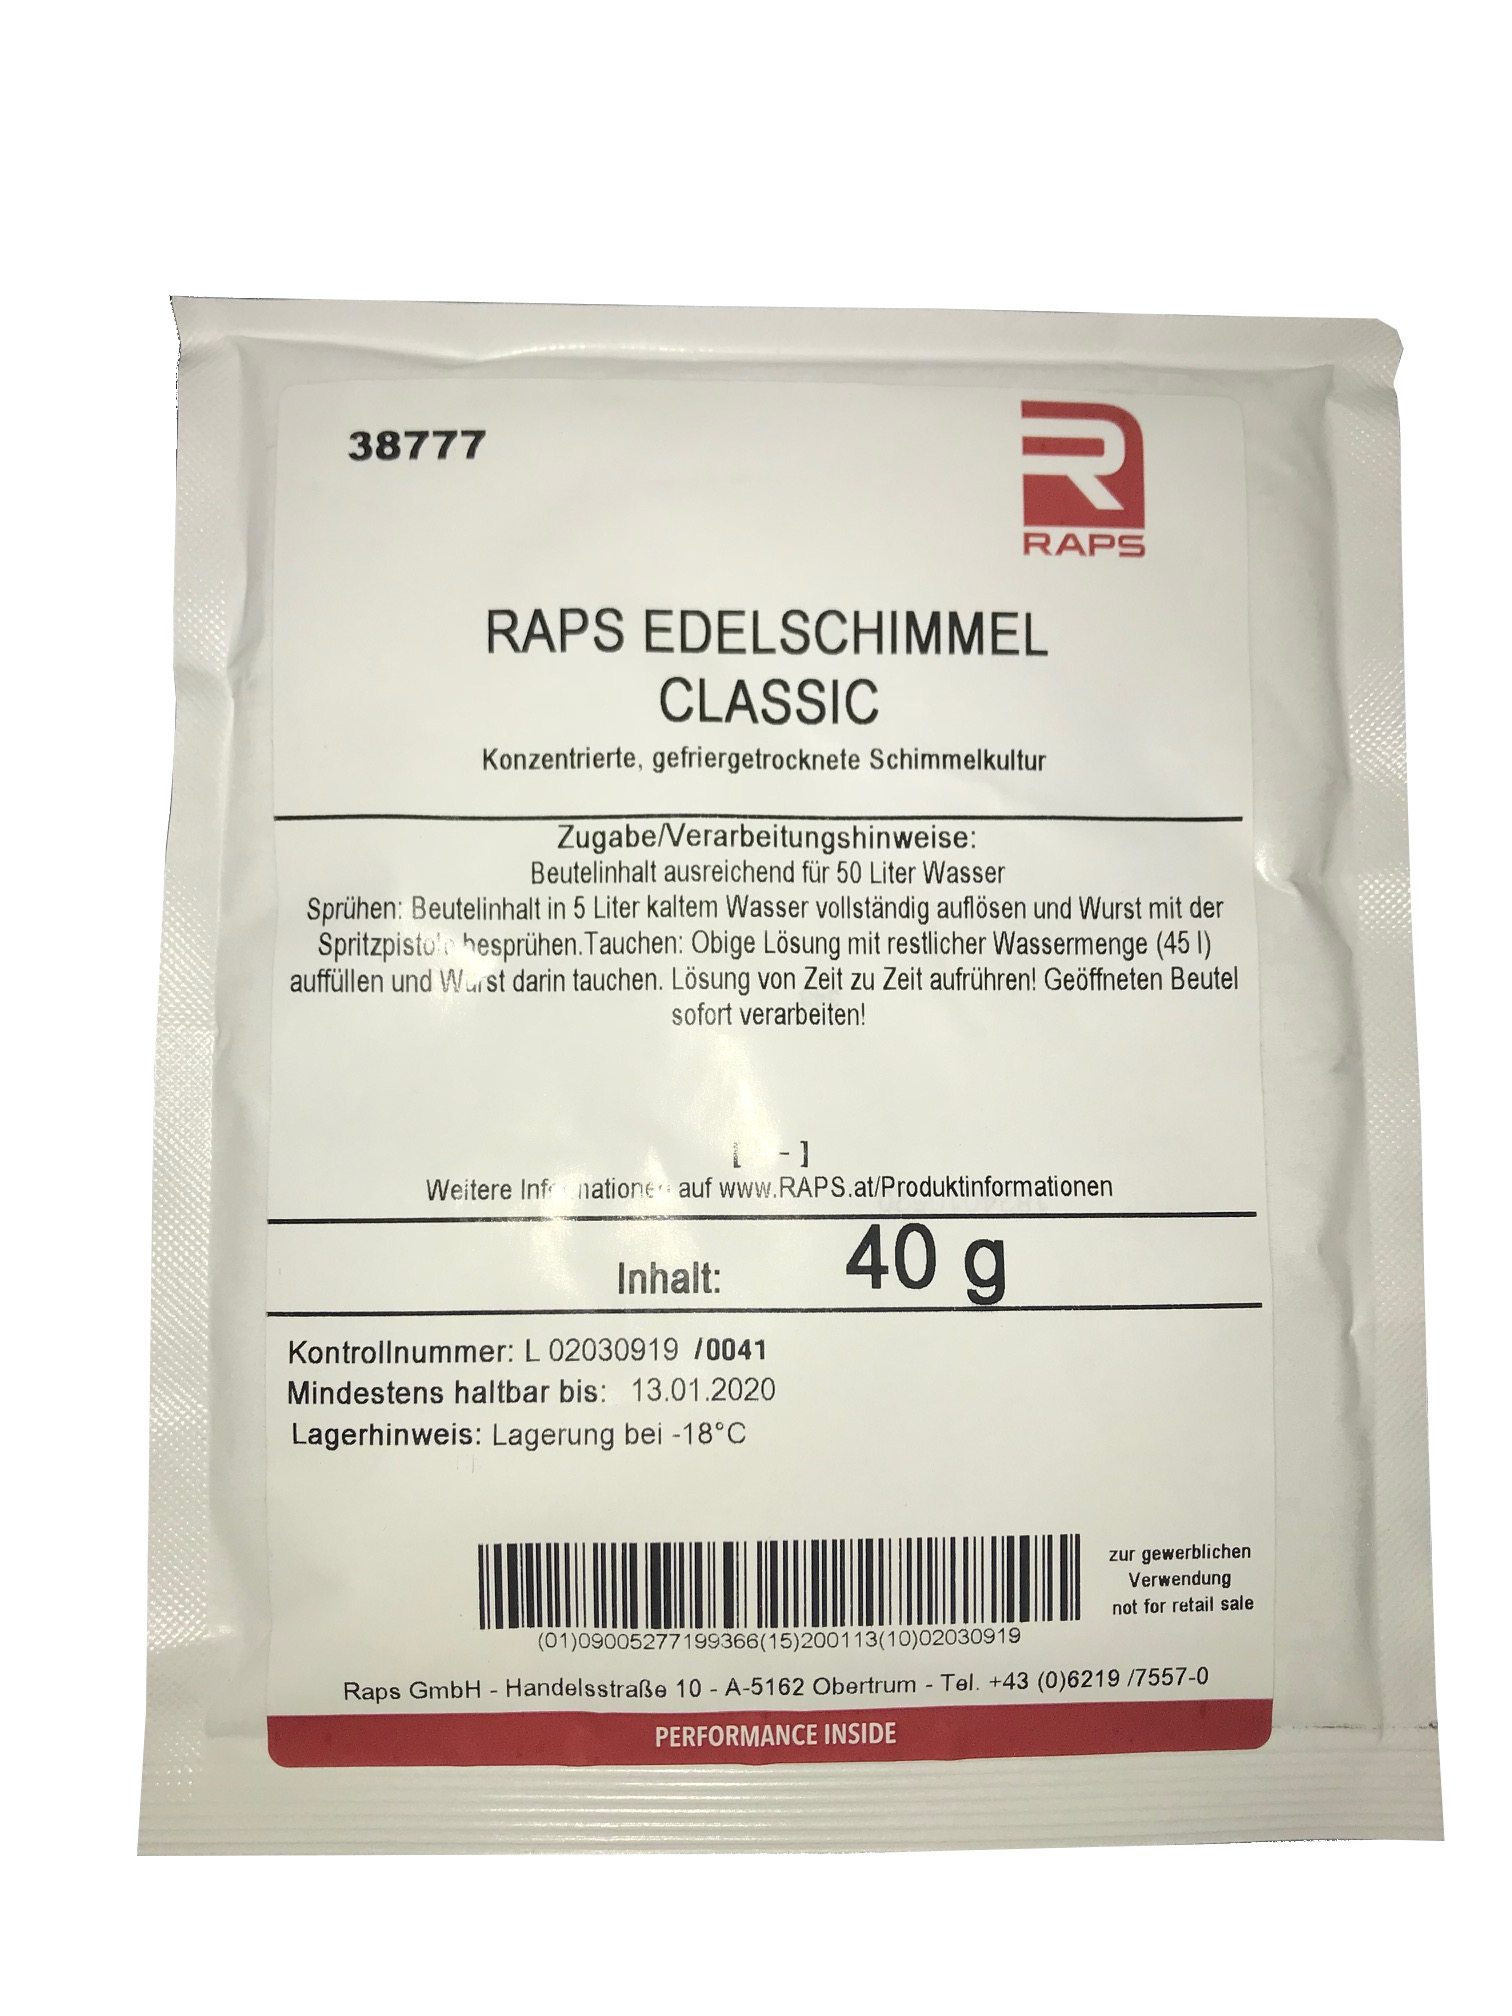 38777
RAPS
RAPS EDELSCHIMMEL
CLASSIC
Konzentrierte, gefriergetrocknete Schimmelkultur
Zugabe/Verarbeitungshinweise:
Beutelinhalt ausreichend für 50 Liter Wasser
Sprühen: Beutelinhalt in 5 Liter kaltem Wasser vollständig auflösen und Wurst mit der
Spritzpistole besprühen.Tauchen: Obige Lösung mit restlicher Wassermenge (45 l)
auffüllen und Wurst darin tauchen. Lösung von Zeit zu Zeit aufrühren! Geöffneten Beutel
sofort verarbeiten!
[ - ]
Weitere Informationen auf www.RAPS.at/Produktinformationen
Inhalt: 40 g
Kontrollnummer: L 02030919 /0041
Mindestens haltbar bis: 13.01.2020
Lagerhinweis: Lagerung bei -18°C
zur gewerblichen
Verwendung
not for retail sale
(01)09005277199366(15)200113(10)02030919
Raps GmbH - Handelsstraße 10 - A-5162 Obertrum - Tel. +43 (0)6219 /7557-0
PERFORMANCE INSIDE